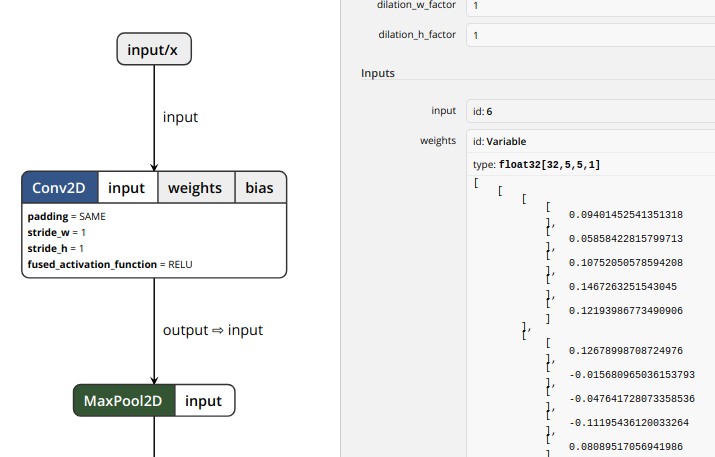 input/x
input
Conv2D input weights bias
padding = SAME
stride_w = 1
stride_h = 1
fused_activation_function = RELU
output ⇨ input
MaxPool2D input
dilation_w_factor 1
dilation_h_factor 1
Inputs
input id: 6
weights id: Variable
type: float32[32,5,5,1]
[
[
[
[
0.09401452541351318
],
[
0.05858422815799713
],
[
0.10752050578594208
],
[
0.1467263251543045
],
[
0.12193986773490906
]
],
[
[
0.12678998708724976
],
[
-0.015680965036153793
],
[
-0.047641728073358536
],
[
-0.11195436120033264
],
[
0.08089517056941986
]